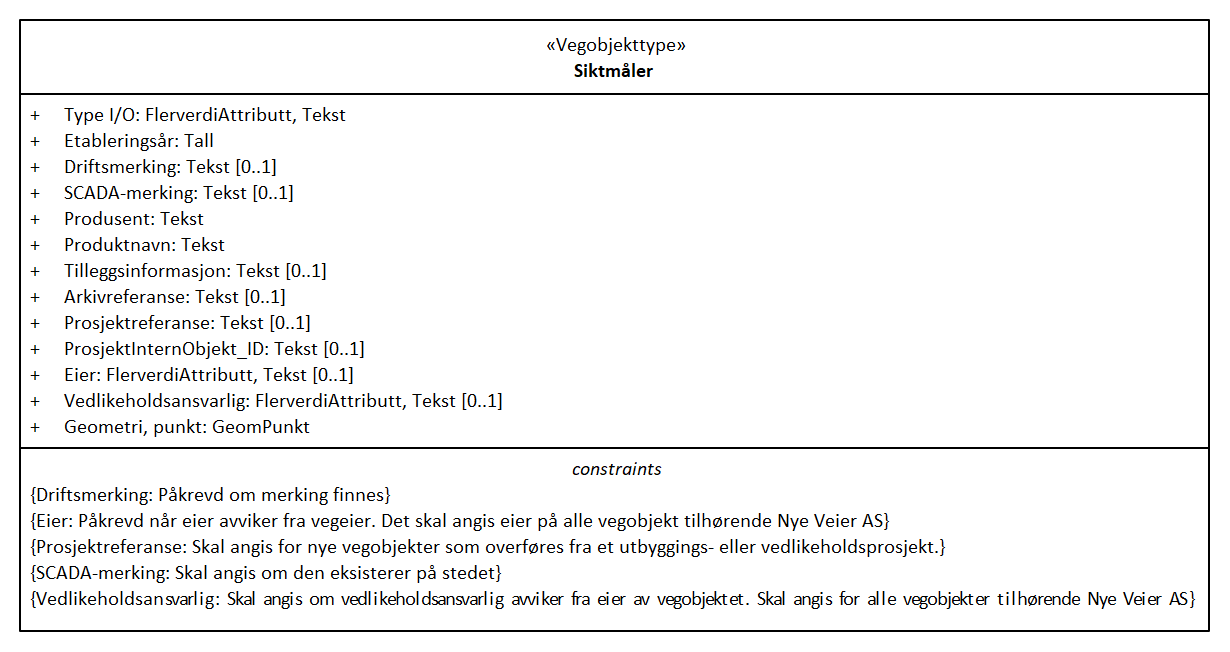 «Vegobjekttype»
Siktmåler
+ Type I/O: FlerverdiAttributt, Tekst
+ Etableringsår: Tall
+ Driftsmerking: Tekst [0..1]
+ SCADA-merking: Tekst [0..1]
+ Produsent: Tekst
+ Produktnavn: Tekst
+ Tilleggsinformasjon: Tekst [0..1]
+ Arkivreferanse: Tekst [0..1]
+ Prosjektreferanse: Tekst [0..1]
+ ProsjektInternObjekt_ID: Tekst [0..1]
+ Eier: FlerverdiAttributt, Tekst [0..1]
+ Vedlikeholdsansvarlig: FlerverdiAttributt, Tekst [0..1]
+ Geometri, punkt: GeomPunkt
constraints
{Driftsmerking: Påkrevd om merking finnes}
{Eier: Påkrevd når eier avviker fra vegeier. Det skal angis eier på alle vegobjekt tilhørende Nye Veier AS}
{Prosjektreferanse: Skal angis for nye vegobjekter som overføres fra et utbyggings- eller vedlikeholdsprosjekt.}
{SCADA-merking: Skal angis om den eksisterer på stedet}
{Vedlikeholdsansvarlig: Skal angis om vedlikeholdsansvarlig avviker fra eier av vegobjektet. Skal angis for alle vegobjekter tilhørende Nye Veier AS}